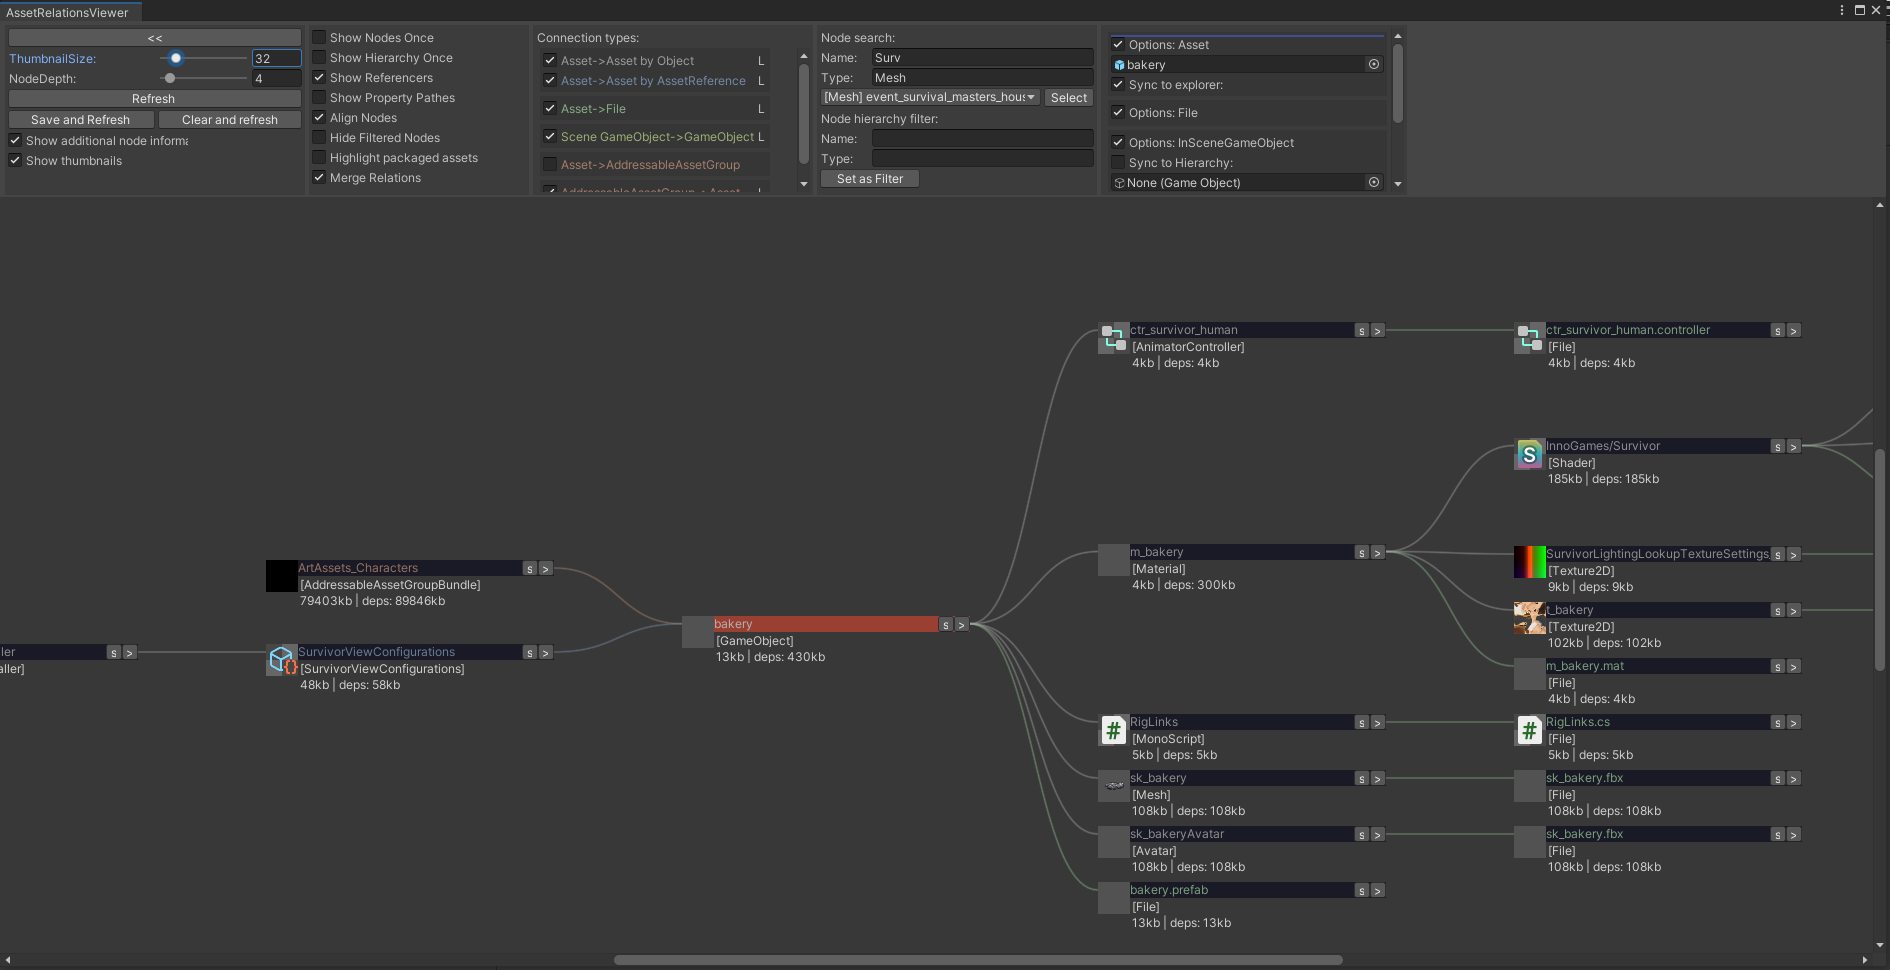 AssetRelationsViewer
<<
ThumbnailSize:
32
NodeDepth:
4
Refresh
Save and Refresh
Clear and refresh
Show additional node informa
Show thumbnails
Show Nodes Once
Show Hierarchy Once
Show Referencers
Show Property Pathes
Align Nodes
Hide Filtered Nodes
Highlight packaged assets
Merge Relations
Connection types:
Asset->Asset by Object L
Asset->Asset by AssetReference L
Asset->File L
Scene GameObject->GameObject L
Asset->AddressableAssetGroup
AddressableAssetGroup->Asset L
Node search:
Name: Surv
Type: Mesh
[Mesh] event_survival_masters_hou
Select
Node hierarchy filter:
Name:
Type:
Set as Filter
Options: Asset
bakery
Sync to explorer:
Options: File
Options: InSceneGameObject
Sync to Hierarchy:
None (Game Object)
ctr_survivor_human s >
[AnimatorController]
4kb | deps: 4kb
ctr_survivor_human.controller s >
[File]
4kb | deps: 4kb
InnoGames/Survivor s >
[Shader]
185kb | deps: 185kb
m_bakery s >
[Material]
4kb | deps: 300kb
SurvivorLightingLookupTextureSettings s >
[Texture2D]
9kb | deps: 9kb
ArtAssets_Characters s >
[AddressableAssetGroupBundle]
79403kb | deps: 89846kb
t_bakery s >
[Texture2D]
102kb | deps: 102kb
bakery s >
[GameObject]
13kb | deps: 430kb
ler s >
aller]
SurvivorViewConfigurations s >
[SurvivorViewConfigurations]
48kb | deps: 58kb
m_bakery.mat s >
[File]
4kb | deps: 4kb
RigLinks s >
[MonoScript]
5kb | deps: 5kb
RigLinks.cs s >
[File]
5kb | deps: 5kb
sk_bakery s >
[Mesh]
108kb | deps: 108kb
sk_bakery.fbx s >
[File]
108kb | deps: 108kb
sk_bakeryAvatar s >
[Avatar]
108kb | deps: 108kb
sk_bakery.fbx s >
[File]
108kb | deps: 108kb
bakery.prefab s >
[File]
13kb | deps: 13kb